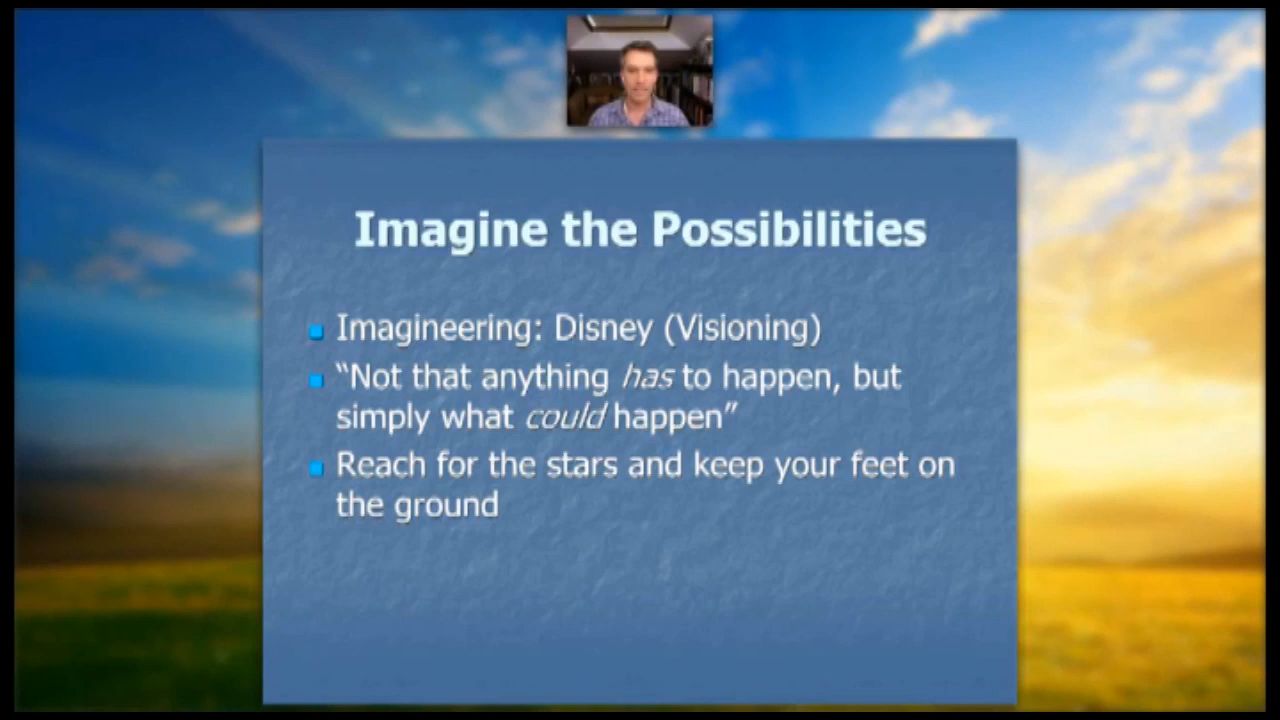 Imagine the Possibilities
Imagineering: Disney (Visioning)
“Not that anything has to happen, but
simply what could happen”
Reach for the stars and keep your feet on
the ground